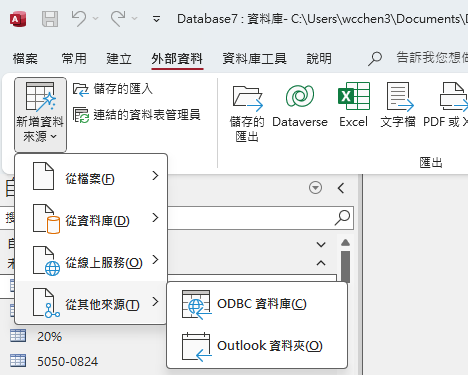 Database7 : 資料庫- C:\Users\wcchen3\Documents\
檔案 常用 建立 外部資料 資料庫工具 說明 告訴我您想
新增資料
來源
儲存的匯入
連結的資料表管理員
儲存的
匯出
Dataverse
Excel
文字檔
PDF 或
匯出
從檔案(F)
從資料庫(D)
從線上服務(O)
從其他來源(T)
ODBC 資料庫(C)
Outlook 資料夾(O)
20%
5050-0824